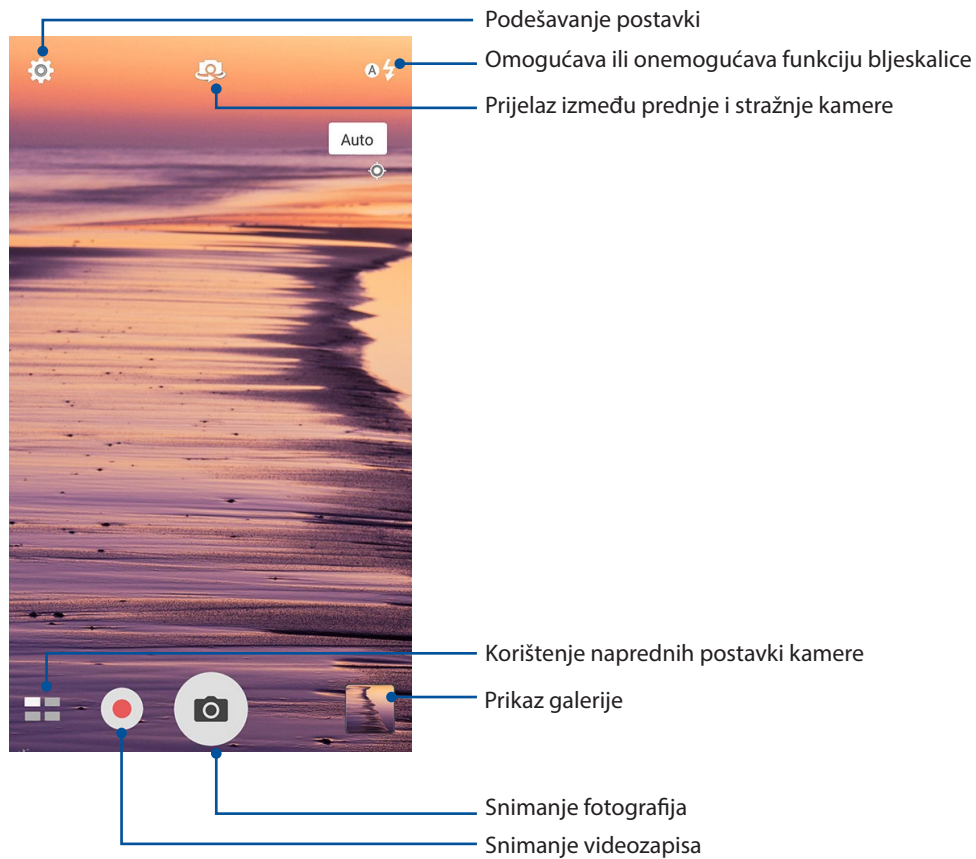 Podešavanje postavki
Omogućava ili onemogućava funkciju bljeskalice
A
Prijelaz između prednje i stražnje kamere
Auto
Korištenje naprednih postavki kamere
Prikaz galerije
Snimanje fotografija
Snimanje videozapisa